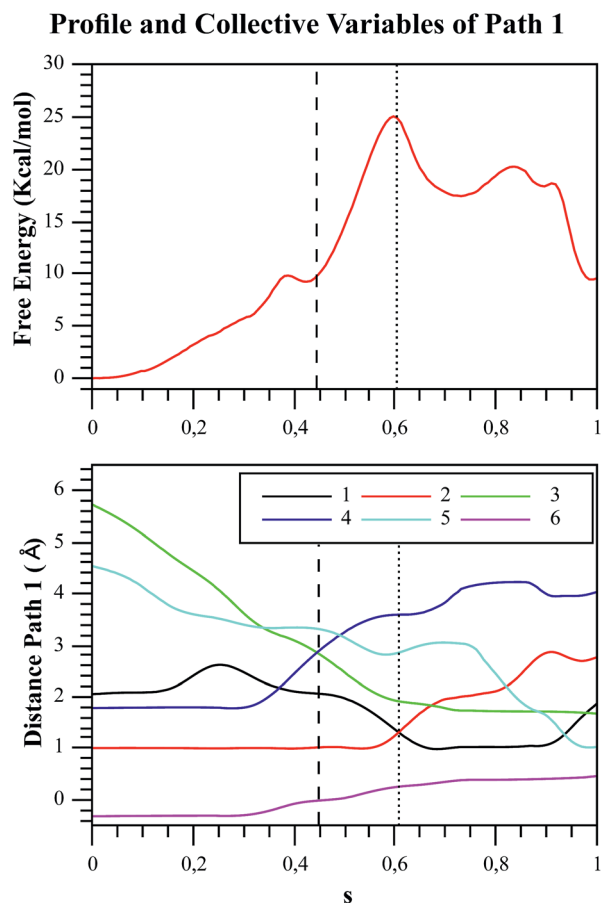 Profile and Collective Variables of Path 1
Free Energy (Kcal/mol)
30
25
20
15
10
5
0
0 0,2 0,4 0,6 0,8 1
Distance Path 1 (Å)
6
5
4
3
2
1
0
1 2 3
4 5 6
0 0,2 0,4 0,6 0,8 1
s